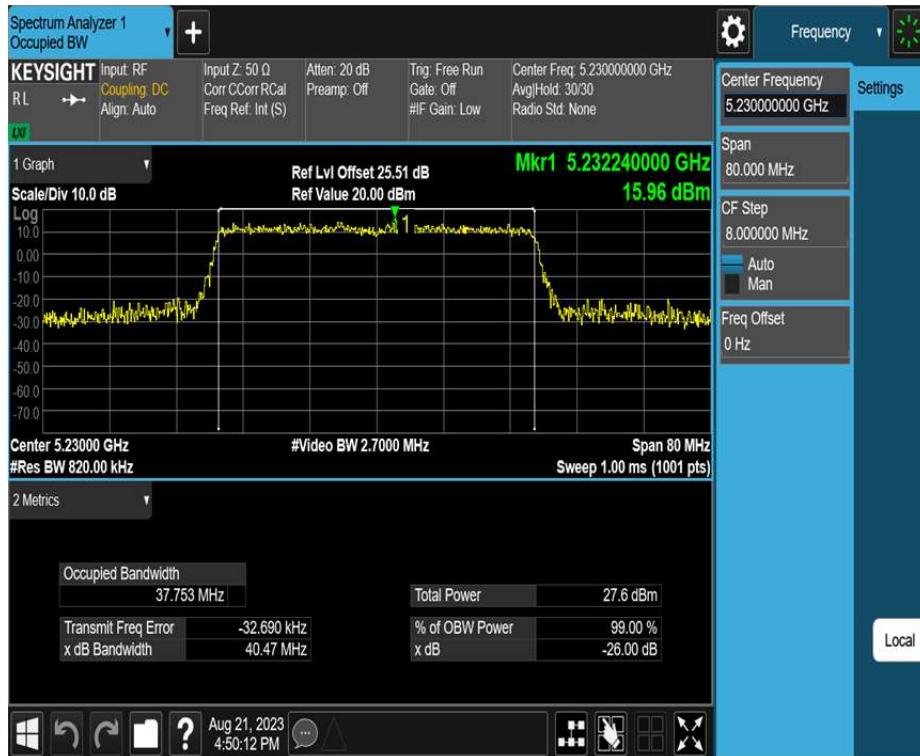 Spectrum Analyzer 1
Occupied BW
+
Frequency
KEYSIGHT
RL
LXI
Input: RF
Coupling: DC
Align: Auto
Input Z: 50 Ω
Corr CCorr RCal
Freq Ref: Int (S)
Atten: 20 dB
Preamp: Off
Trig: Free Run
Gate: Off
#IF Gain: Low
Center Freq: 5.230000000 GHz
Avg|Hold: 30/30
Radio Std: None
Center Frequency
5.23000000 GHz
Settings
Span
80.000 MHz
CF Step
8.000000 MHz
Auto
Man
Freq Offset
0 Hz
Local
1 Graph
Scale/Div 10.0 dB
Ref Lvl Offset 25.51 dB
Ref Value 20.00 dBm
Mkr1 5.232240000 GHz
15.96 dBm
Log
10.0
0.00
-10.0
-20.0
-30.0
-40.0
-50.0
-60.0
-70.0
1
Center 5.23000 GHz
#Video BW 2.7000 MHz
Span 80 MHz
#Res BW 820.00 kHz
Sweep 1.00 ms (1001 pts)
2 Metrics
Occupied Bandwidth
37.753 MHz
Total Power 27.6 dBm
Transmit Freq Error -32.690 kHz
% of OBW Power 99.00 %
x dB Bandwidth 40.47 MHz
x dB -26.00 dB
?
Aug 21, 2023
4:50:12 PM